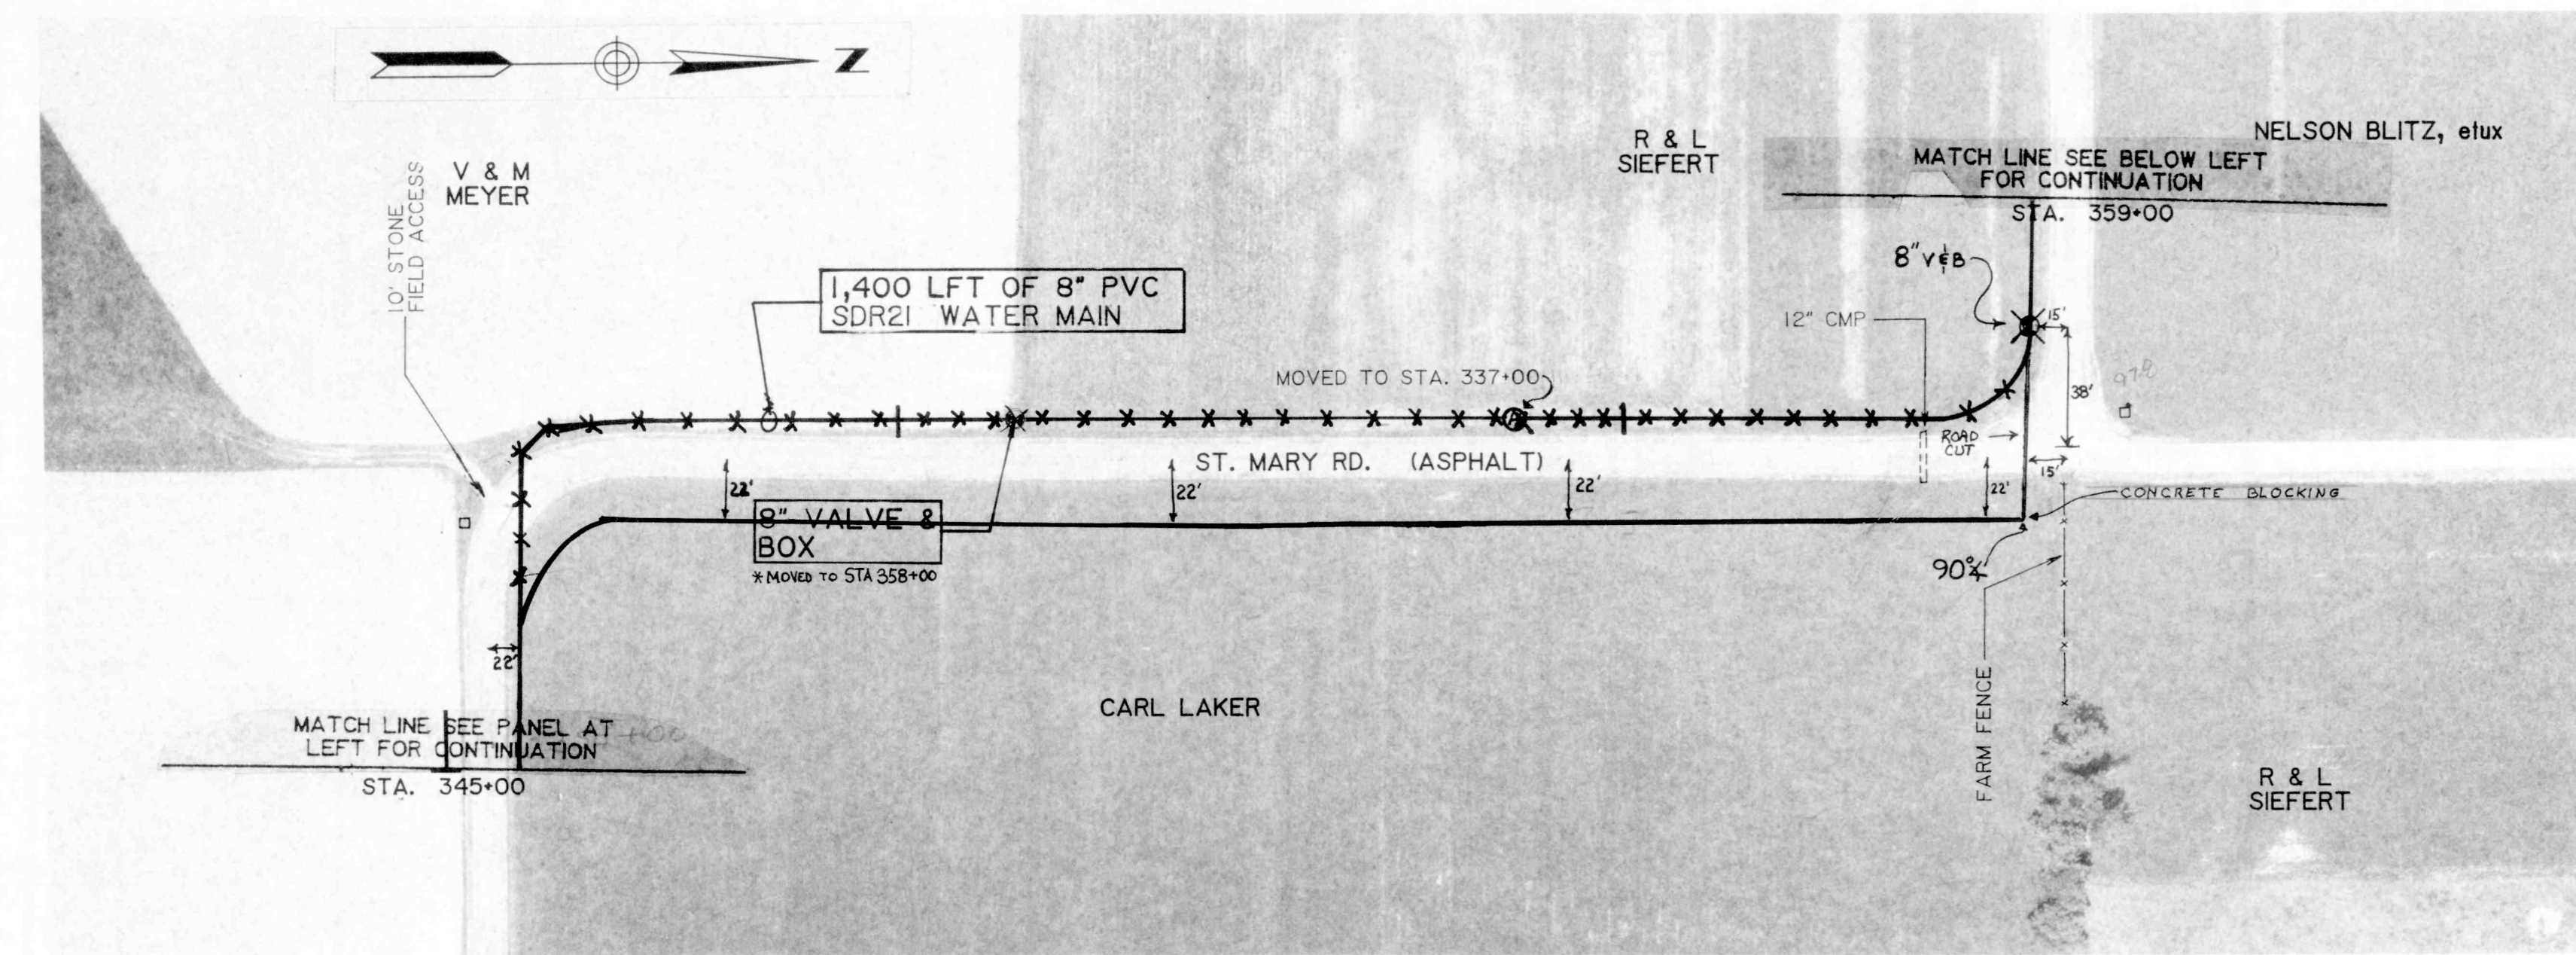 Z
NELSON BLITZ, etux
R & L
SIEFERT
MATCH LINE SEE BELOW LEFT
FOR CONTINUATION
STA. 359+00
V & M
MEYER
10' STONE
FIELD ACCESS
8" V&B
1,400 LFT OF 8" PVC
SDR21 WATER MAIN
12" CMP
15'
MOVED TO STA. 337+00
38'
ROAD
CUT
ST. MARY RD. (ASPHALT)
15'
22'
22'
22'
22'
CONCRETE BLOCKING
8" VALVE &
BOX
*MOVED TO STA 358+00
90°
22'
FARM FENCE
CARL LAKER
MATCH LINE SEE PANEL AT
LEFT FOR CONTINUATION
STA. 345+00
R & L
SIEFERT